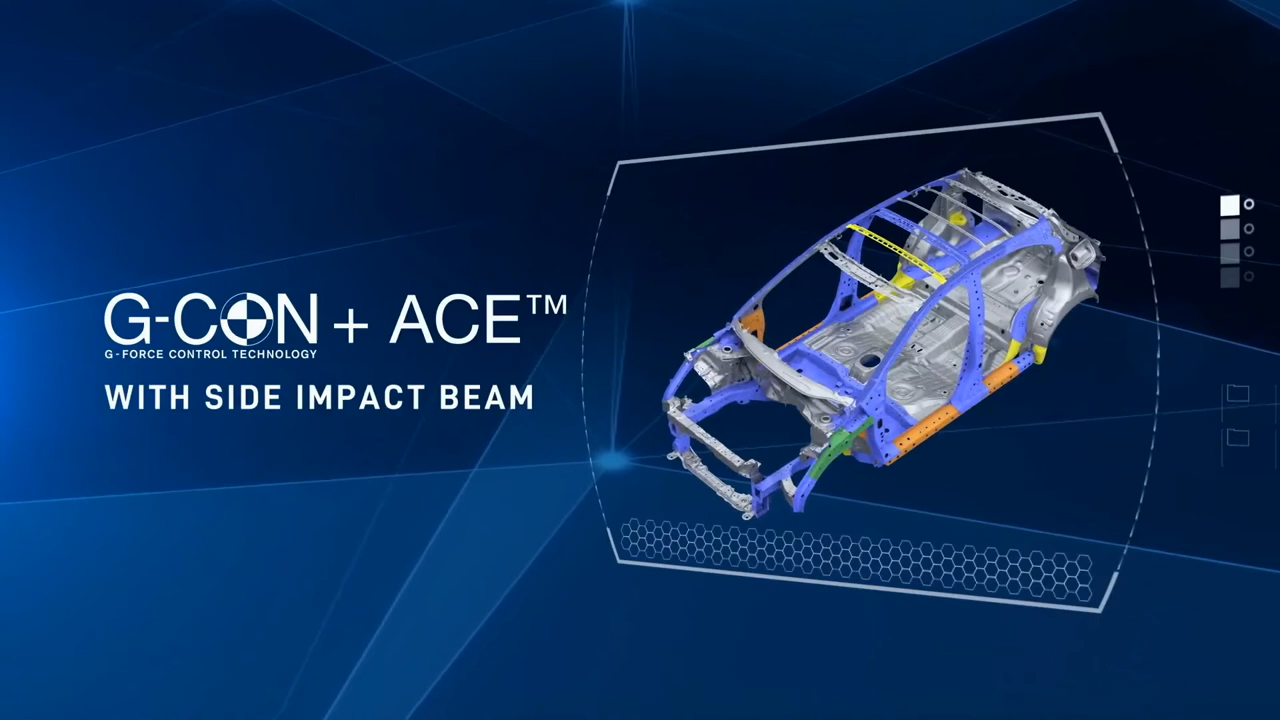 G-CON + ACE™
G-FORCE CONTROL TECHNOLOGY
WITH SIDE IMPACT BEAM